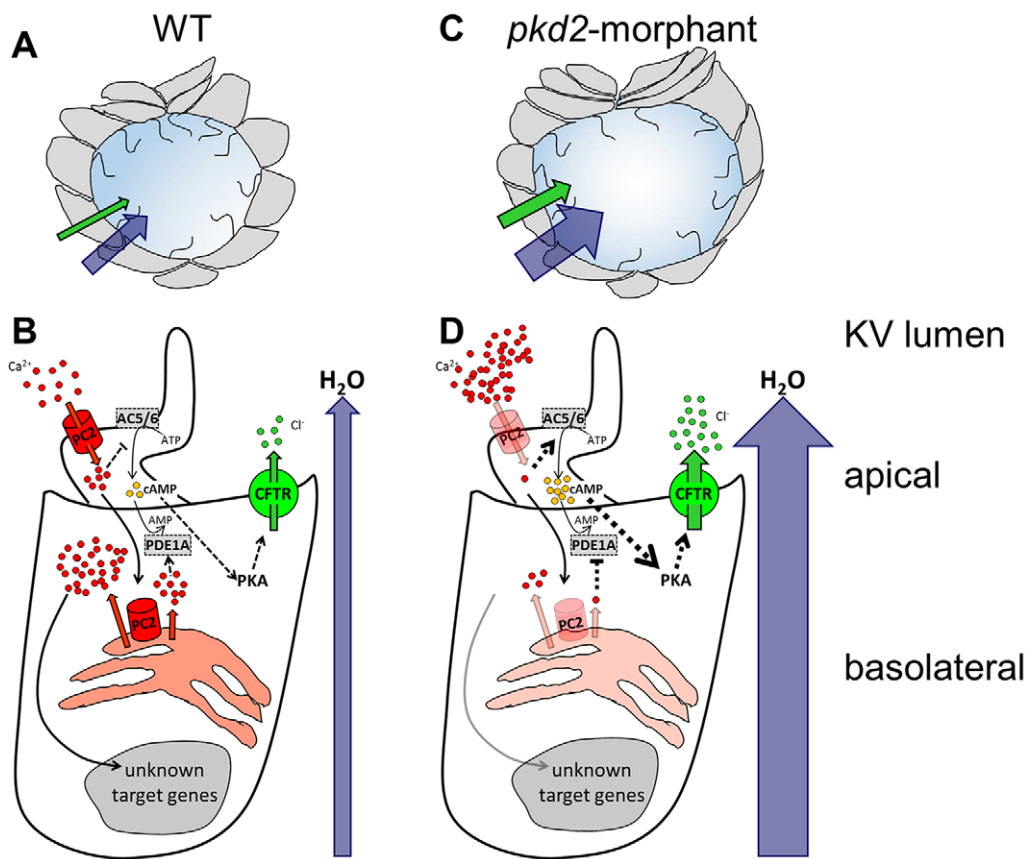 A
WT
C
pkd2-morphant
B
Ca2+
PC2
AC5/6
ATP
cAMP
AMP
PDE1A
PKA
Cl-
CFTR
H2O
PC2
unknown
target genes
D
Ca2+
PC2
AC5/6
ATP
cAMP
AMP
PDE1A
PKA
Cl-
CFTR
H2O
PC2
unknown
target genes
KV lumen
apical
basolateral